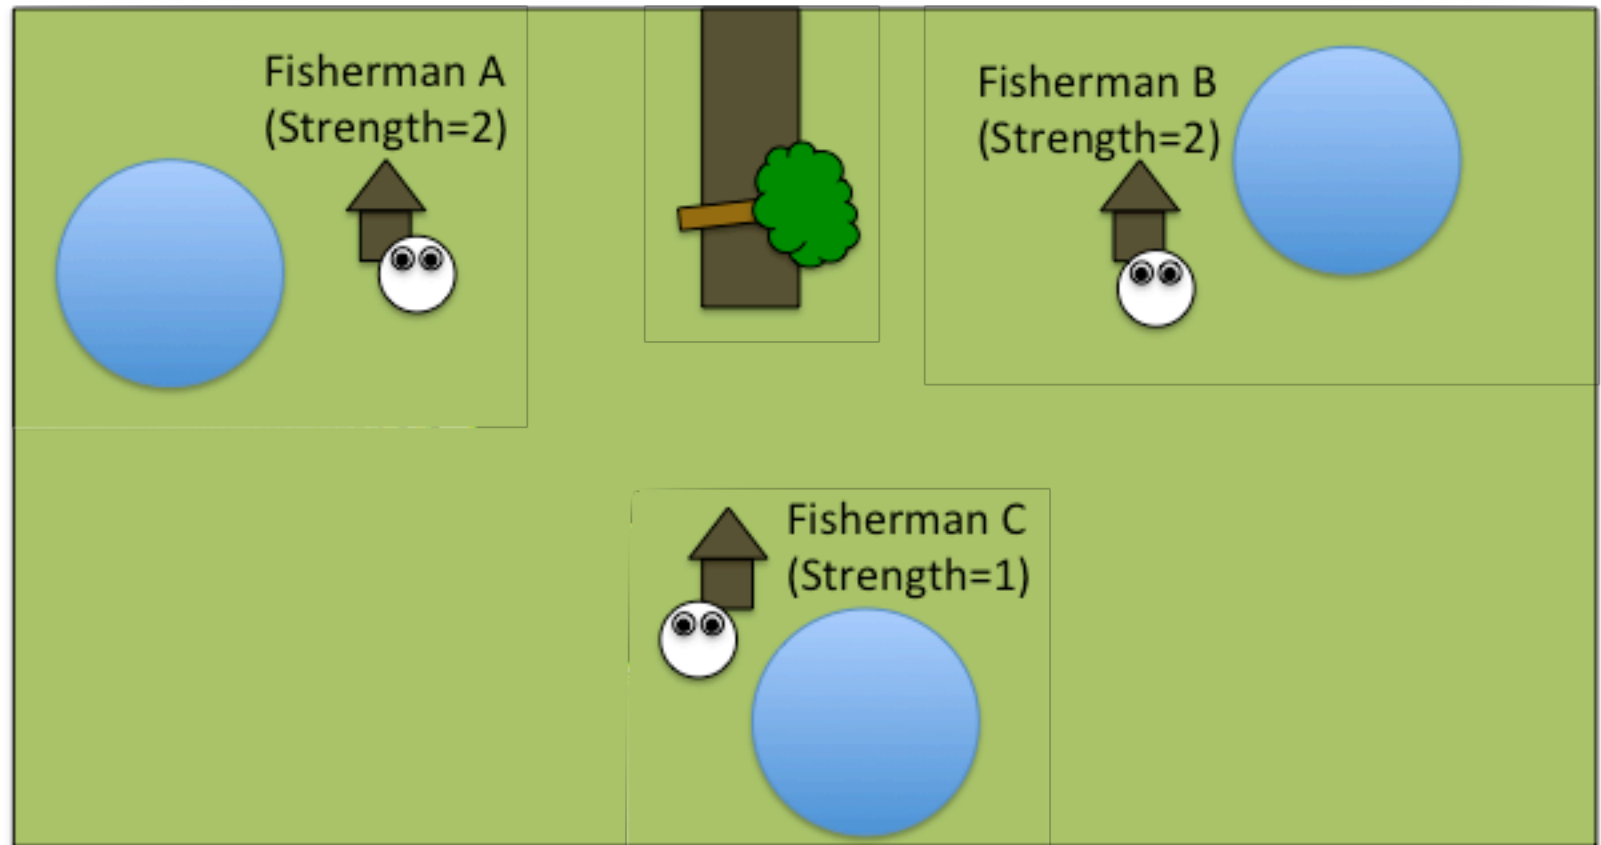 Fisherman A
(Strength=2)
Fisherman B
(Strength=2)
Fisherman C
(Strength=1)